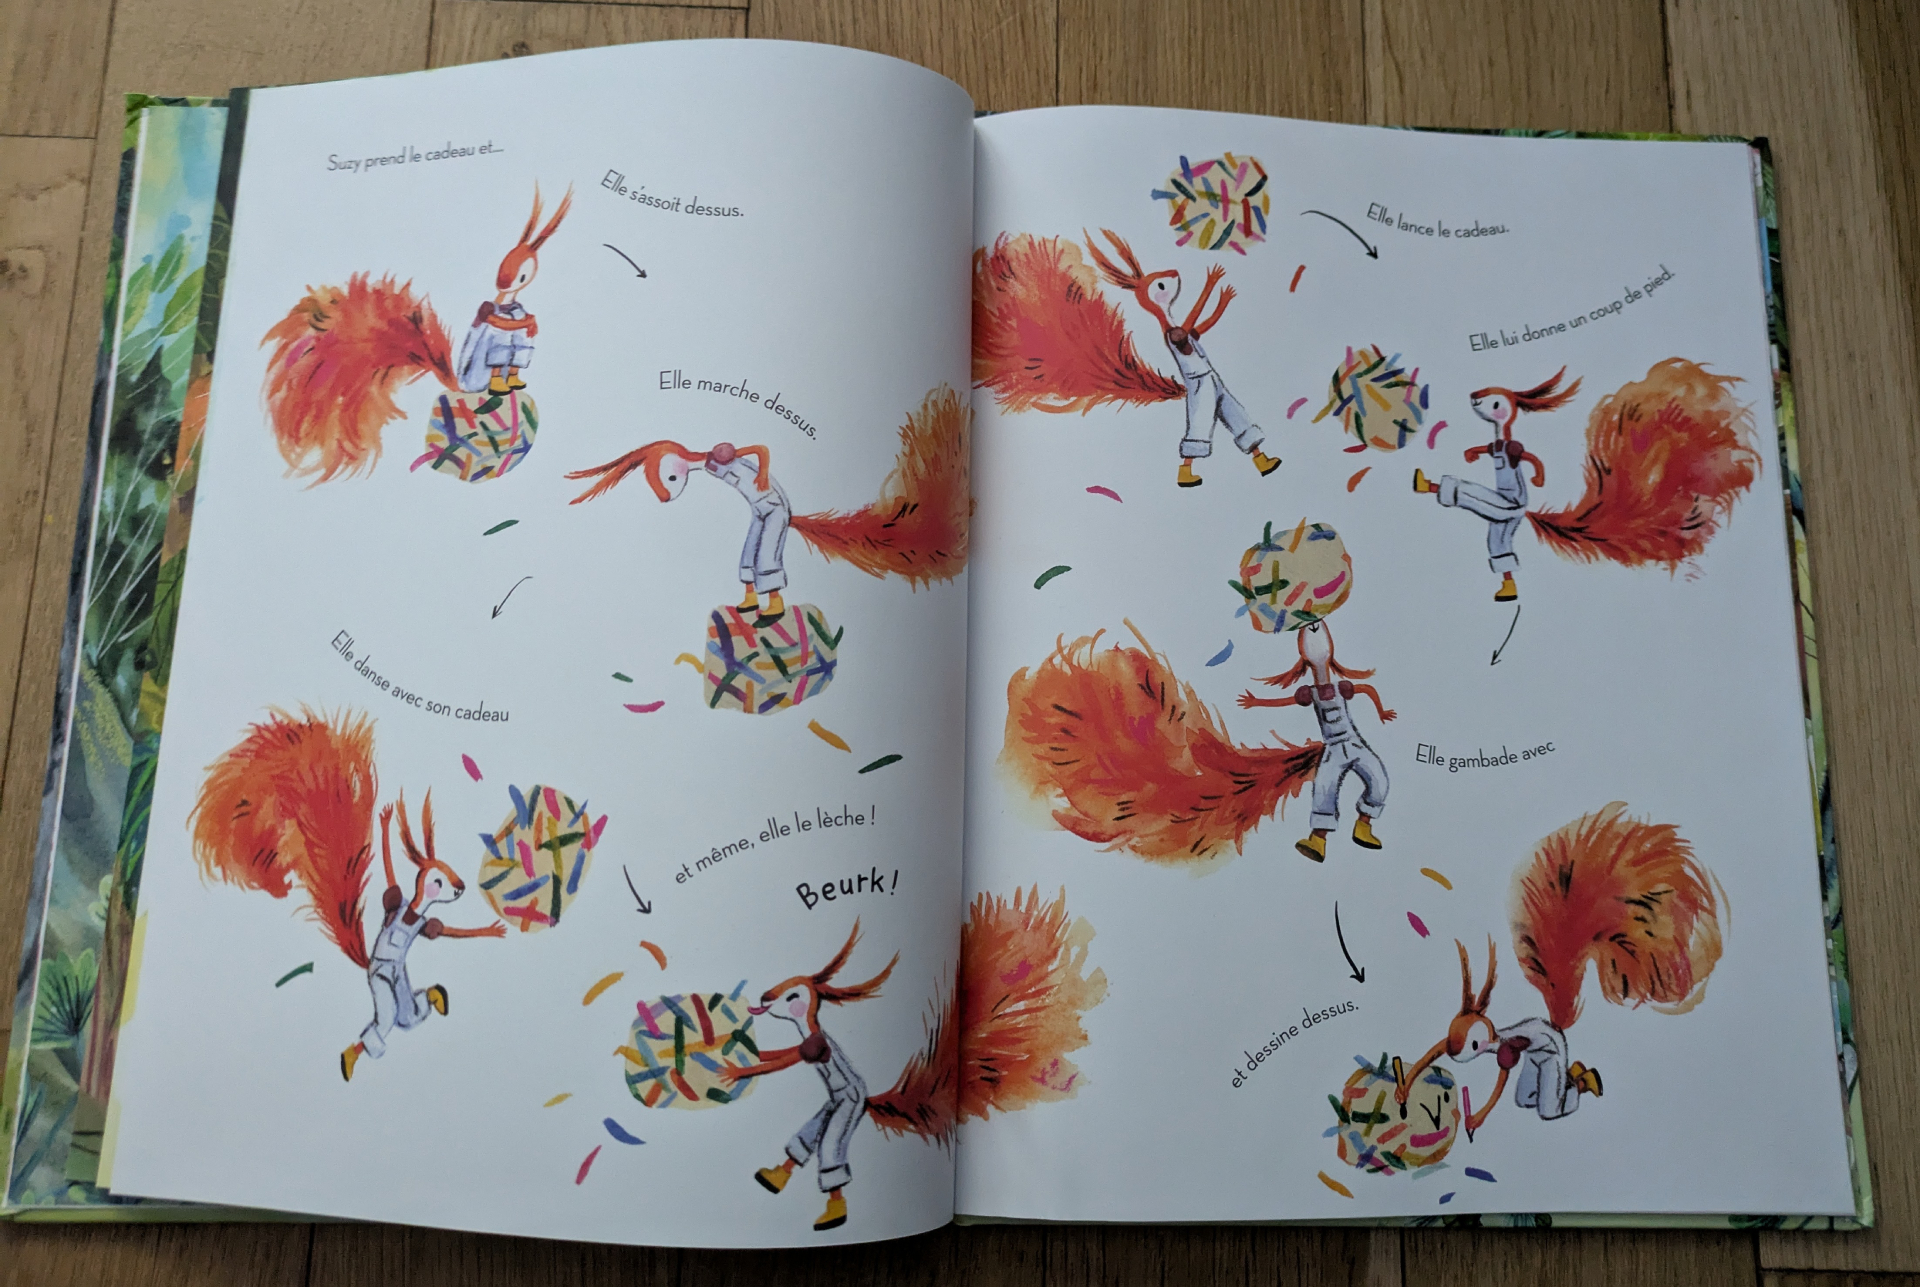 Suzy prend le cadeau et...
Elle s'assoit dessus.
Elle marche dessus.
Elle danse avec son cadeau
et même, elle le lèche !
Beurk!
Elle lance le cadeau.
Elle lui donne un coup de pied.
Elle gambade avec
et dessine dessus.